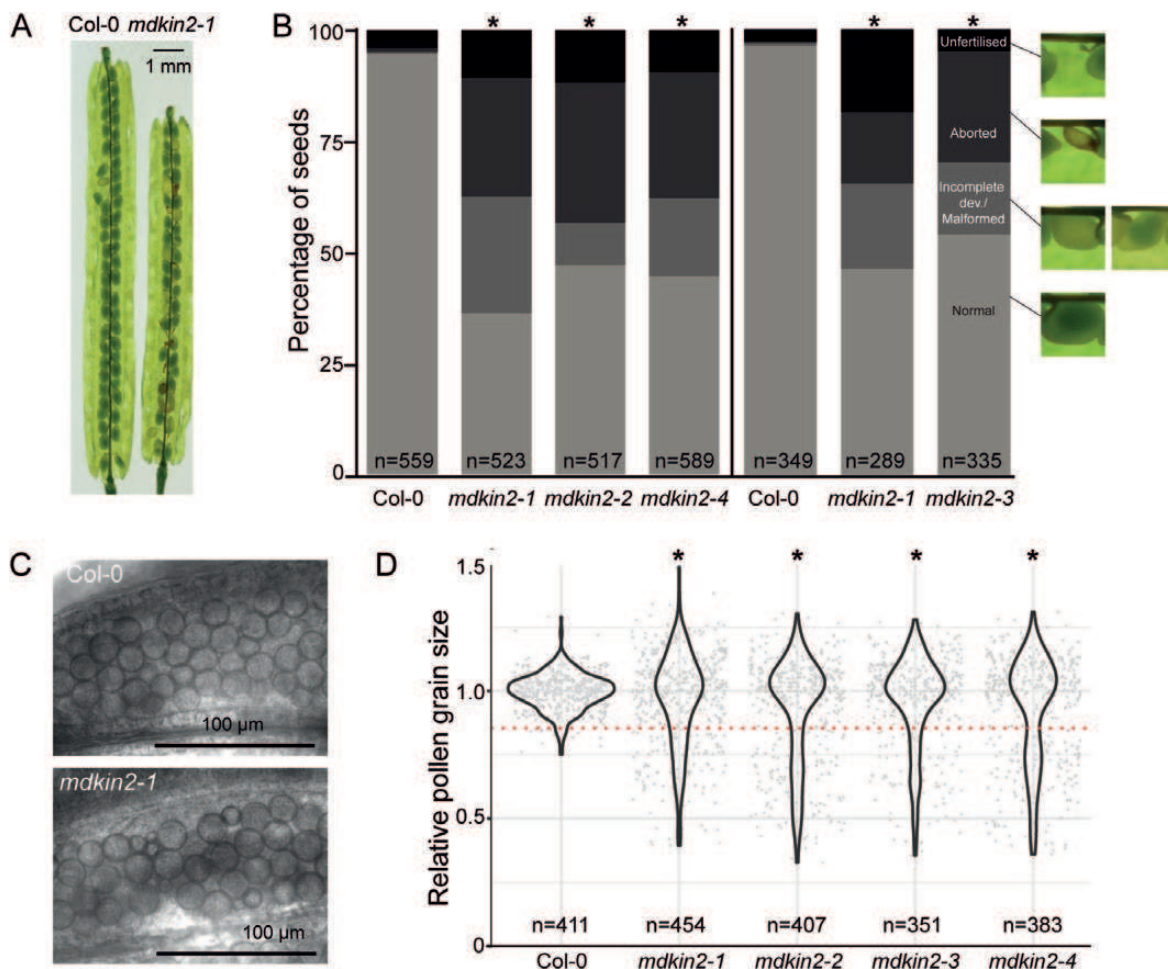 A
Col-0 mdkin2-1
1 mm
B
Percentage of seeds
100
75
50
25
0
* * * * *
Unfertilised
Aborted
Incomplete
dev./
Malformed
Normal
n=559 n=523 n=517 n=589 n=349 n=289 n=335
Col-0 mdkin2-1 mdkin2-2 mdkin2-4 Col-0 mdkin2-1 mdkin2-3
C
Col-0
100 µm
mdkin2-1
100 µm
D
Relative pollen grain size
1.5
1.0
0.5
0
* * * *
n=411 n=454 n=407 n=351 n=383
Col-0 mdkin2-1 mdkin2-2 mdkin2-3 mdkin2-4